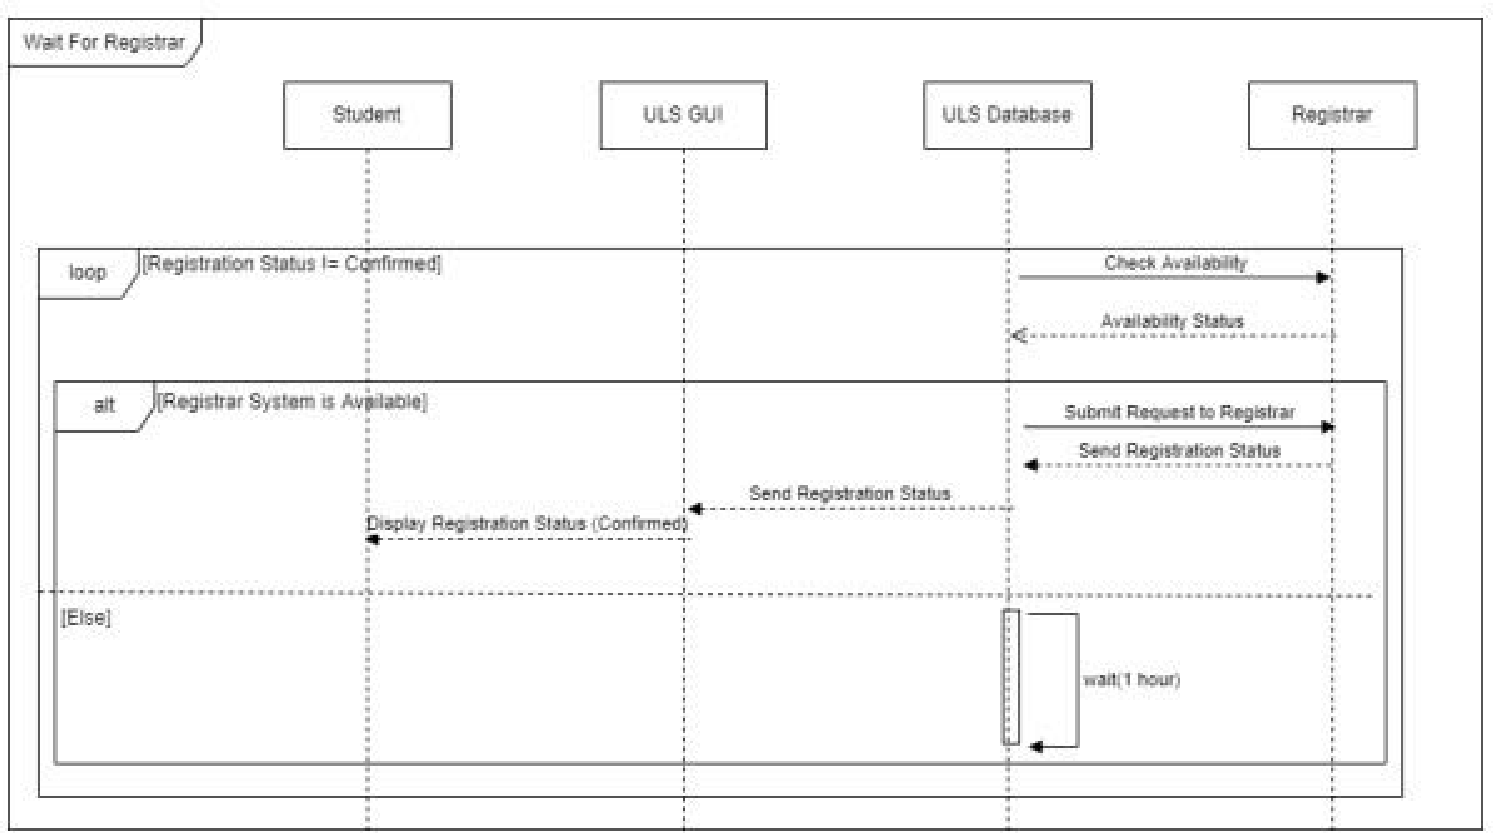 Wait For Registrar
Student
ULS GUI
ULS Database
Registrar
loop
[Registration Status != Confirmed]
Check Availability
Availability Status
alt
[Registrar System is Available]
Submit Request to Registrar
Send Registration Status
Send Registration Status
Display Registration Status (Confirmed)
[Else]
wait(1 hour)